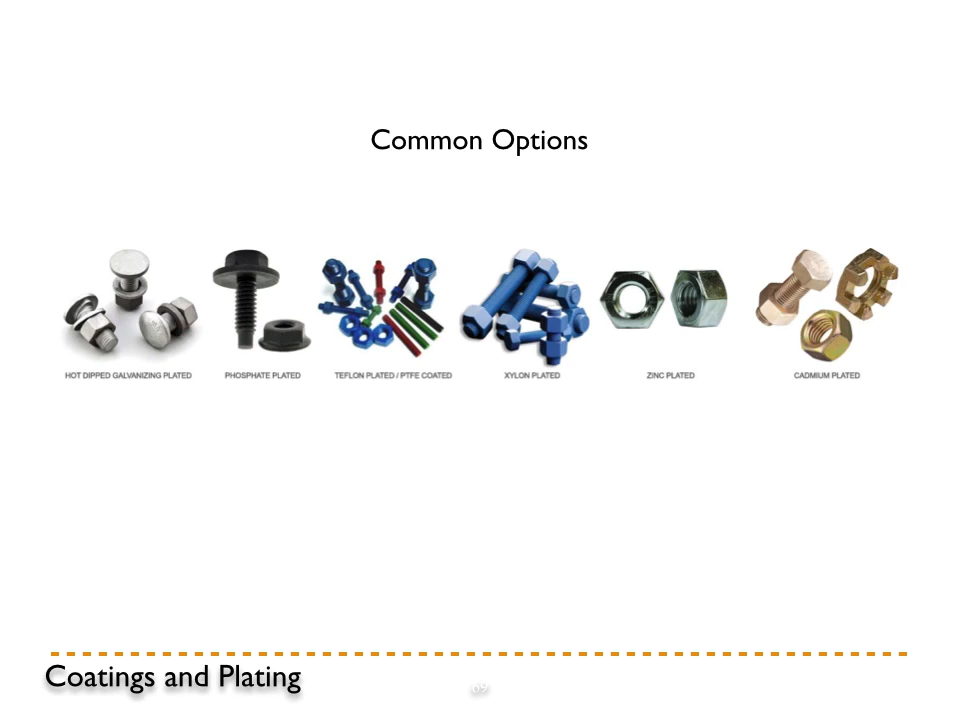 Common Options
HOT DIPPED GALVANIZING PLATED
PHOSPHATE PLATED
TEFLON PLATED / PTFE COATED
XYLON PLATED
ZINC PLATED
CADMIUM PLATED
Coatings and Plating
69